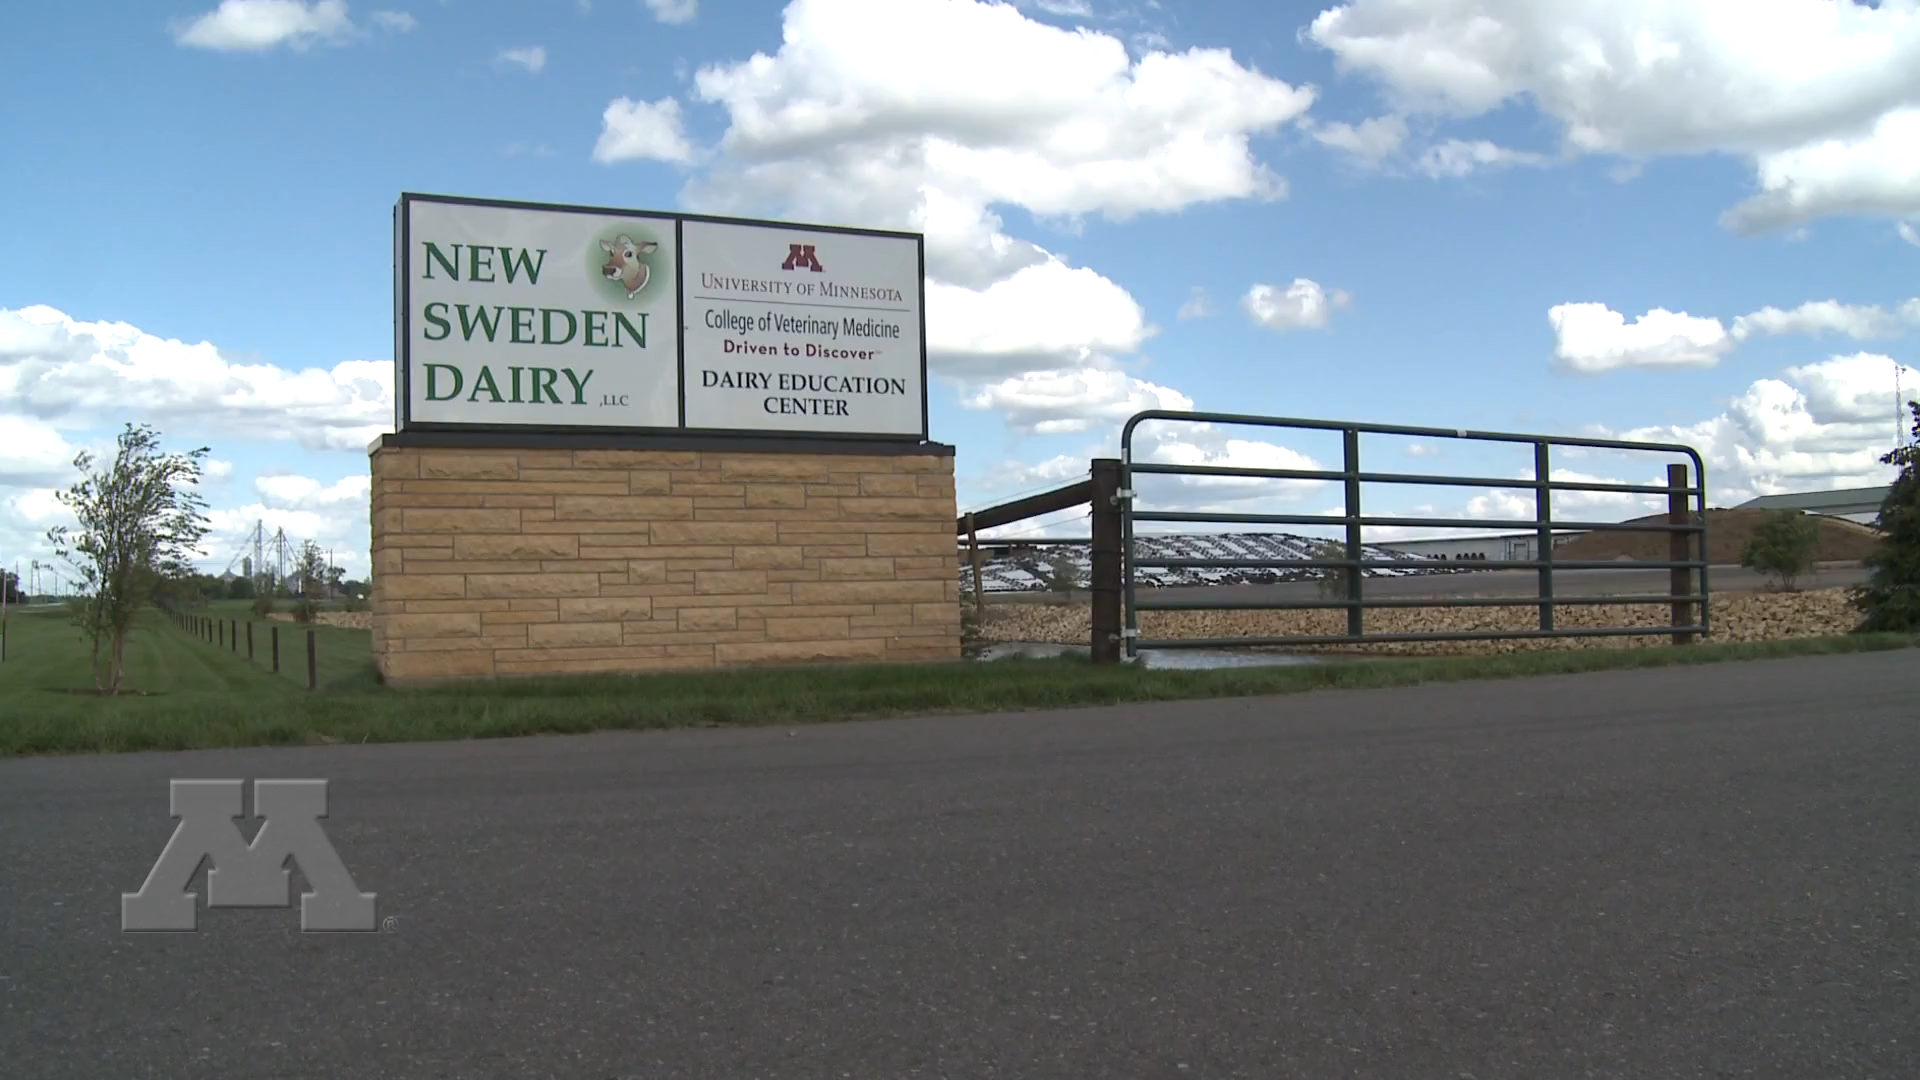 NEW
SWEDEN
DAIRY ,LLC
M
UNIVERSITY OF MINNESOTA
College of Veterinary Medicine
Driven to Discover
DAIRY EDUCATION
CENTER
M®